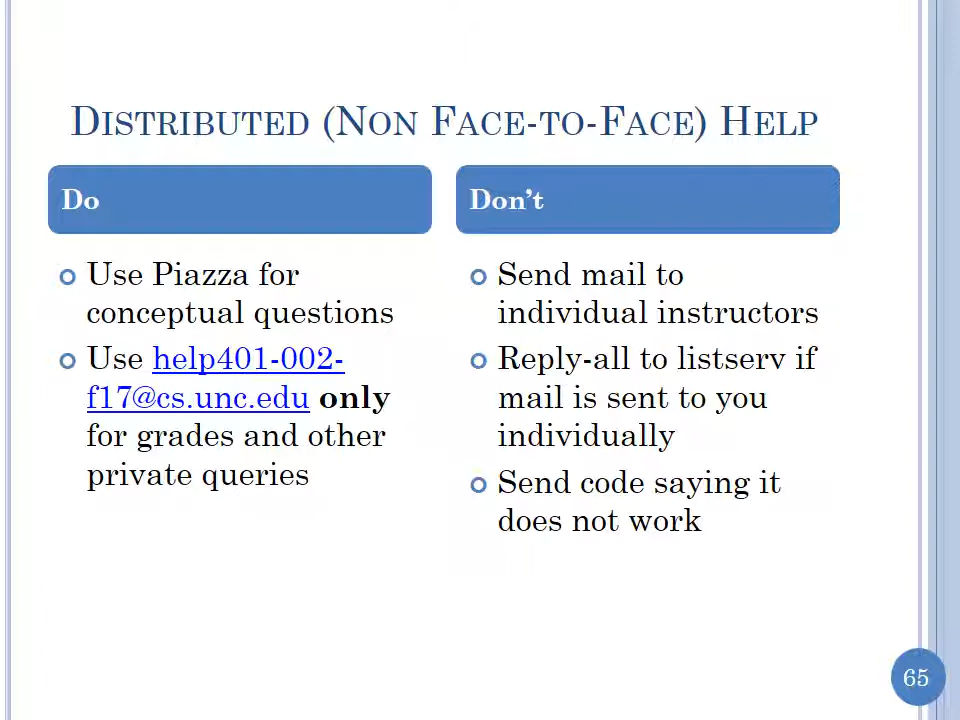 DISTRIBUTED (NON FACE-TO-FACE) HELP
Do
Use Piazza for
conceptual questions
Use help401-002-
f17@cs.unc.edu only
for grades and other
private queries
Don't
Send mail to
individual instructors
Reply-all to listserv if
mail is sent to you
individually
Send code saying it
does not work
65